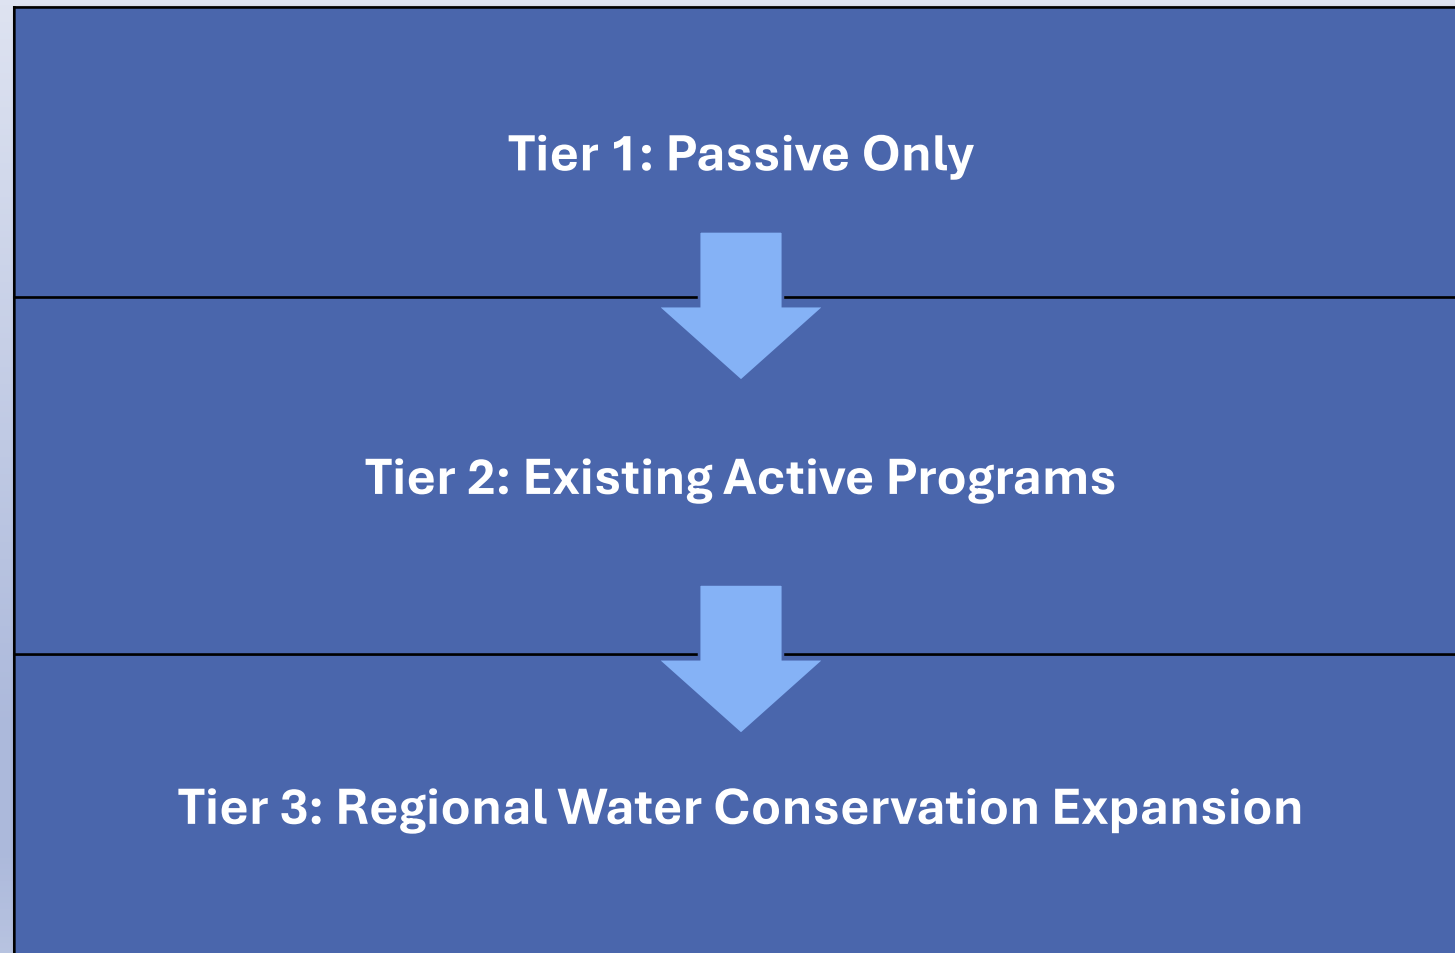 Tier 1: Passive Only
Tier 2: Existing Active Programs
Tier 3: Regional Water Conservation Expansion